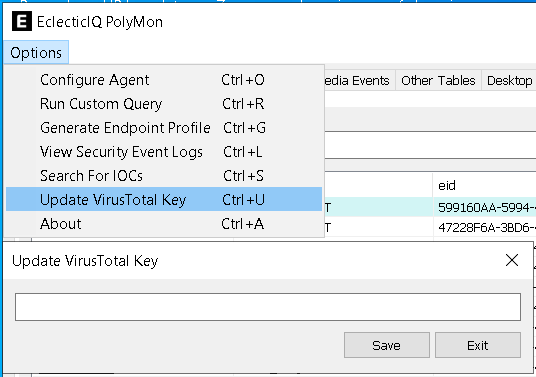 E EclecticIQ PolyMon
Options
Configure Agent Ctrl+O
edia Events Other Tables Desktop
Run Custom Query Ctrl+R
Generate Endpoint Profile Ctrl+G
View Security Event Logs Ctrl+L
Search For IOCs Ctrl+S
Update VirusTotal Key Ctrl+U
eid
T 599160AA-5994-4
About Ctrl+A
T 47228F6A-3BD6-4
Update VirusTotal Key
Save Exit